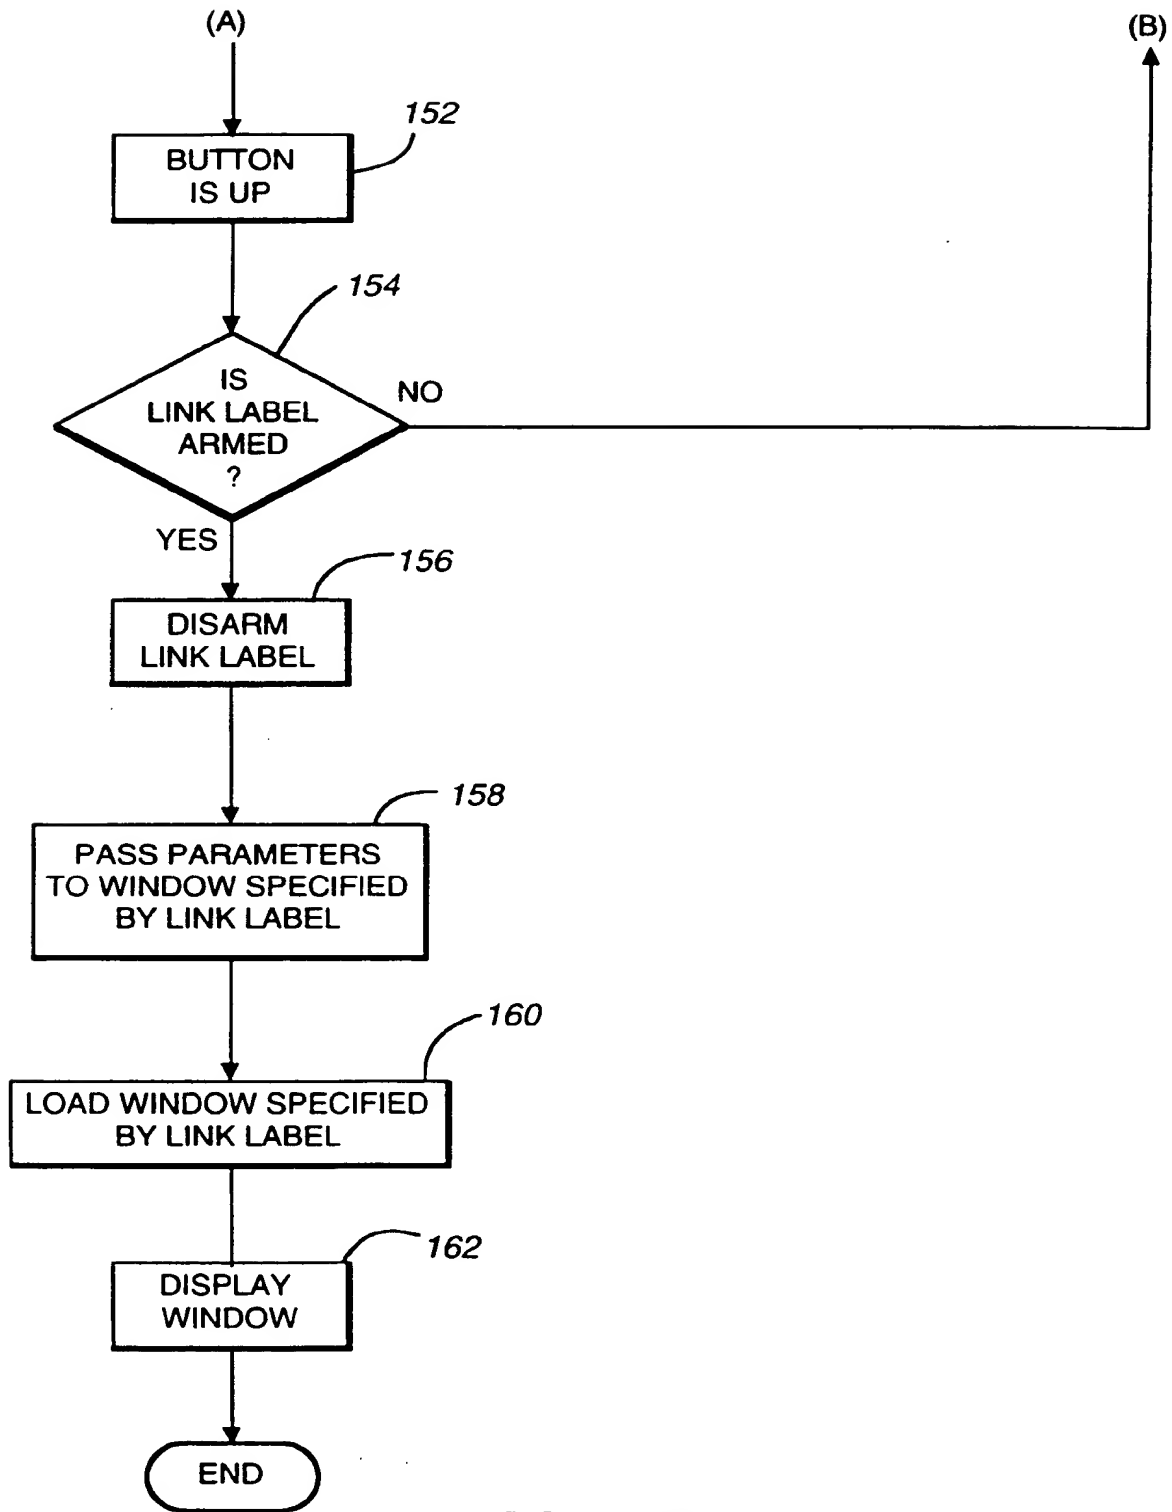 (A)
(B)
152
BUTTON
IS UP
154
IS
LINK LABEL
ARMED
?
NO
YES
156
DISARM
LINK LABEL
158
PASS PARAMETERS
TO WINDOW SPECIFIED
BY LINK LABEL
160
LOAD WINDOW SPECIFIED
BY LINK LABEL
162
DISPLAY
WINDOW
END